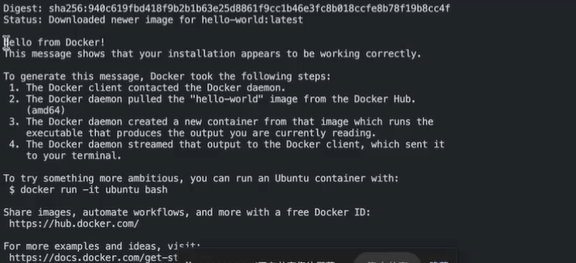 Digest: sha256:940c619fbd418f9b2b1b63e25d8861f9cc1b46e3fc8b018ccfe8b78f19b8cc4f
Status: Downloaded newer image for hello-world:latest
Hello from Docker!
This message shows that your installation appears to be working correctly.
To generate this message, Docker took the following steps:
1. The Docker client contacted the Docker daemon.
2. The Docker daemon pulled the "hello-world" image from the Docker Hub.
(amd64)
3. The Docker daemon created a new container from that image which runs the
executable that produces the output you are currently reading.
4. The Docker daemon streamed that output to the Docker client, which sent it
to your terminal.
To try something more ambitious, you can run an Ubuntu container with:
$ docker run -it ubuntu bash
Share images, automate workflows, and more with a free Docker ID:
https://hub.docker.com/
For more examples and ideas, visit:
https://docs.docker.com/get-st